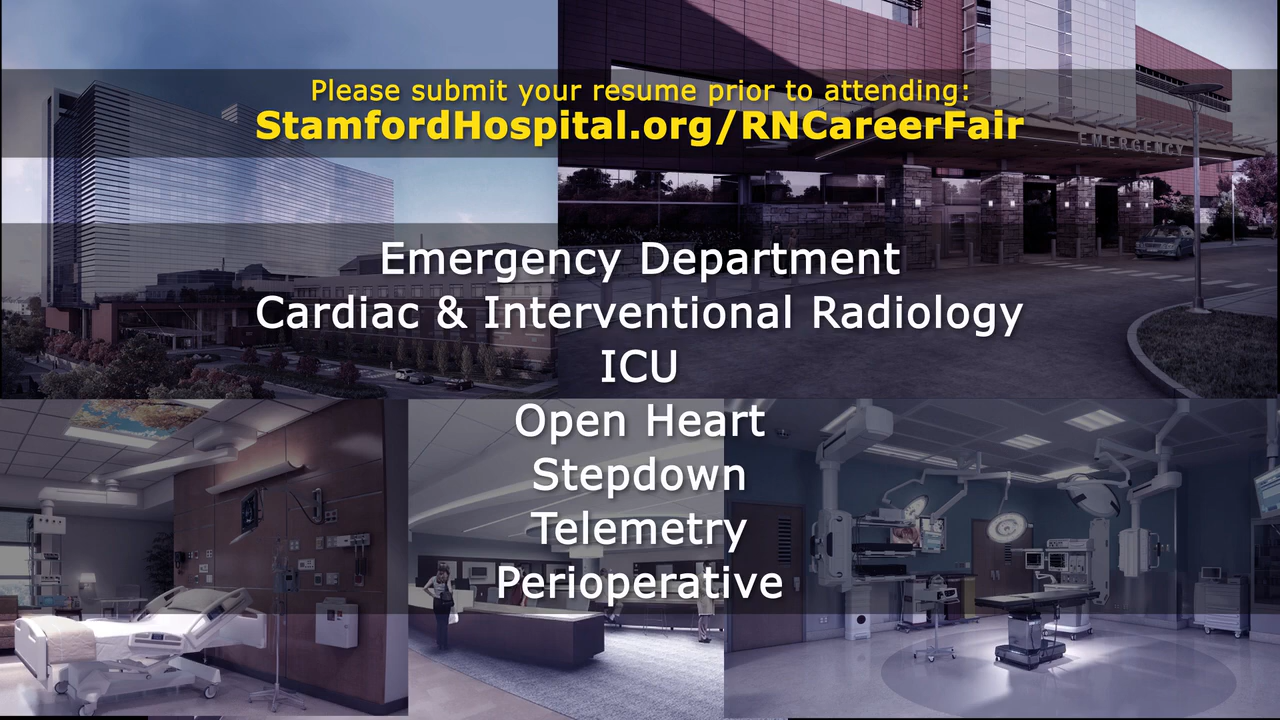 Please submit your resume prior to attending:
StamfordHospital.org/RNCareerFair
EMERGENCY
Emergency Department
Cardiac & Interventional Radiology
ICU
Open Heart
Stepdown
Telemetry
Perioperative